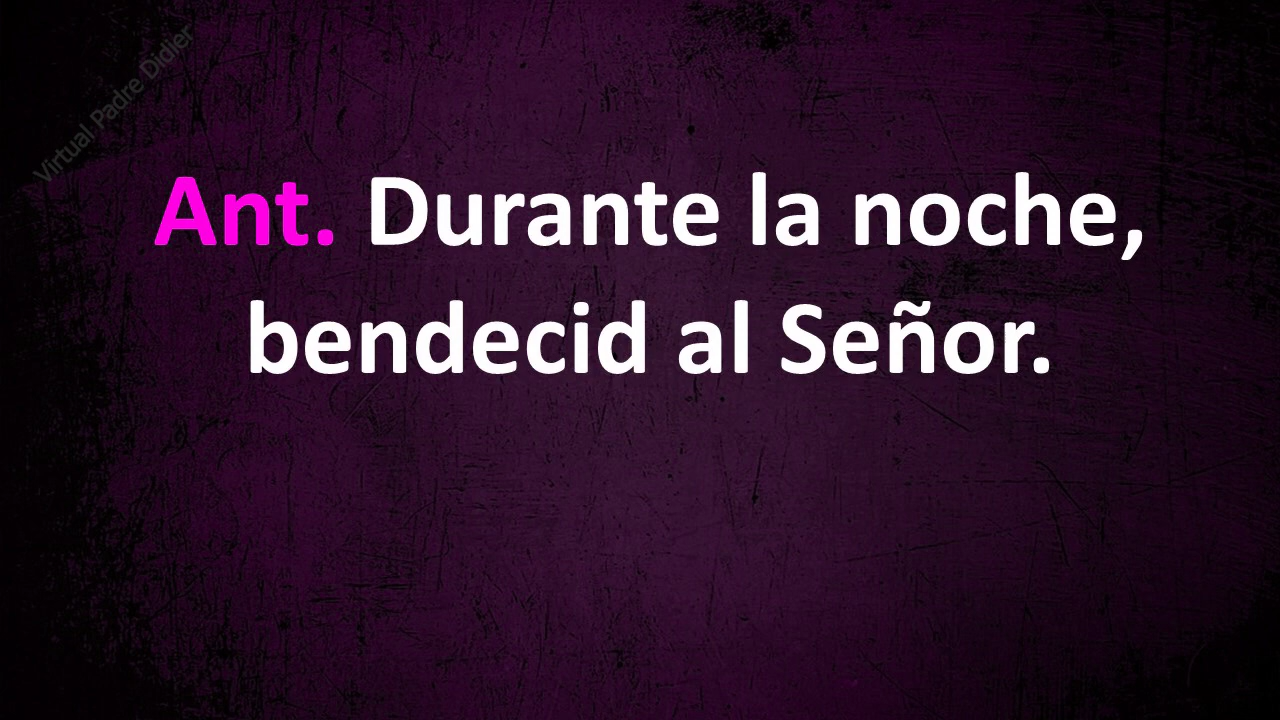 Virtual Padre Didier
Ant. Durante la noche,
bendecid al Señor.